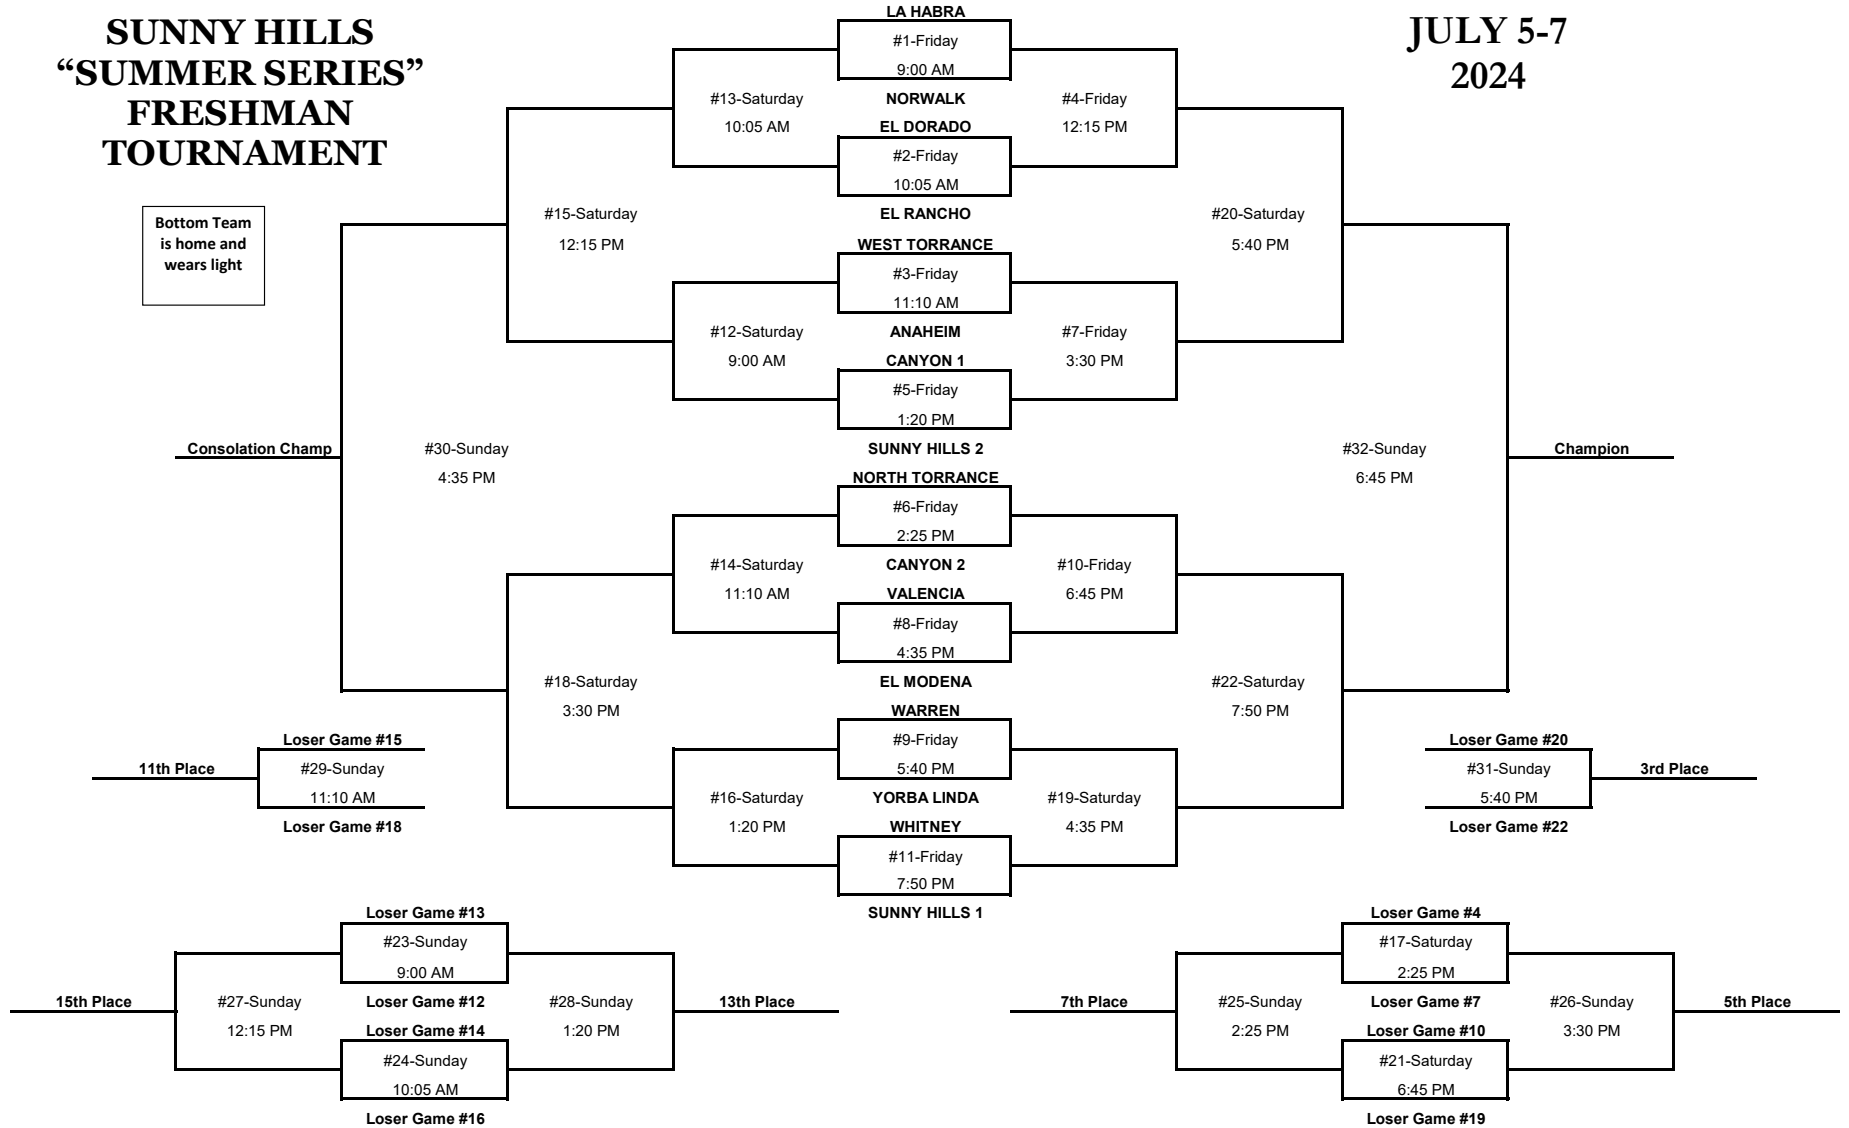 SUNNY HILLS
“SUMMER SERIES”
FRESHMAN
TOURNAMENT
JULY 5-7
2024
Bottom Team
is home and
wears light
LA HABRA
#1-Friday
9:00 AM
#13-Saturday
NORWALK
#4-Friday
10:05 AM
EL DORADO
12:15 PM
#2-Friday
10:05 AM
#15-Saturday
EL RANCHO
#20-Saturday
12:15 PM
WEST TORRANCE
5:40 PM
#3-Friday
11:10 AM
#12-Saturday
ANAHEIM
#7-Friday
9:00 AM
CANYON 1
3:30 PM
#5-Friday
1:20 PM
Consolation Champ
#30-Sunday
SUNNY HILLS 2
#32-Sunday
Champion
4:35 PM
NORTH TORRANCE
6:45 PM
#6-Friday
2:25 PM
#14-Saturday
CANYON 2
#10-Friday
11:10 AM
VALENCIA
6:45 PM
#8-Friday
4:35 PM
#18-Saturday
EL MODENA
#22-Saturday
3:30 PM
WARREN
7:50 PM
Loser Game #15
#9-Friday
Loser Game #20
11th Place
#29-Sunday
5:40 PM
#31-Sunday
3rd Place
11:10 AM
#16-Saturday
YORBA LINDA
#19-Saturday
5:40 PM
Loser Game #18
1:20 PM
WHITNEY
4:35 PM
Loser Game #22
#11-Friday
7:50 PM
Loser Game #13
SUNNY HILLS 1
Loser Game #4
#23-Sunday
#17-Saturday
9:00 AM
2:25 PM
15th Place
#27-Sunday
Loser Game #12
#28-Sunday
13th Place
7th Place
#25-Sunday
Loser Game #7
#26-Sunday
5th Place
12:15 PM
Loser Game #14
1:20 PM
2:25 PM
Loser Game #10
3:30 PM
#24-Sunday
#21-Saturday
10:05 AM
6:45 PM
Loser Game #16
Loser Game #19